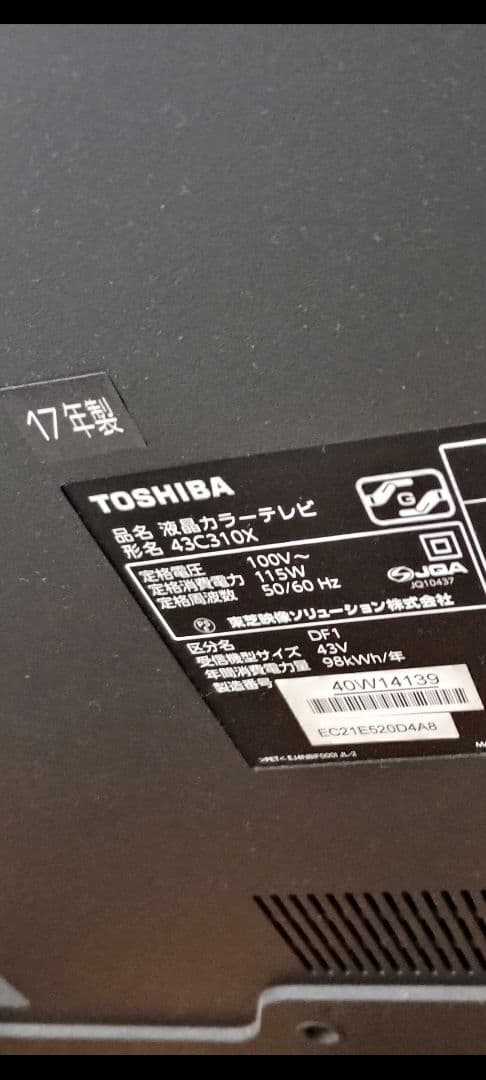 17年製
TOSHIBA
品名 液晶カラーテレビ
形名 43C310X
G
定格電圧 100V～
定格消費電力 115W
定格周波数 50/60 Hz
JQA
JQ10437
PS E 東芝映像ソリューション株式会社
区分名 DF1
受信機型サイズ 43V
年間消費電力量 98kWh/年
製造番号
40W14139
EC21E520D4A8
>PET<